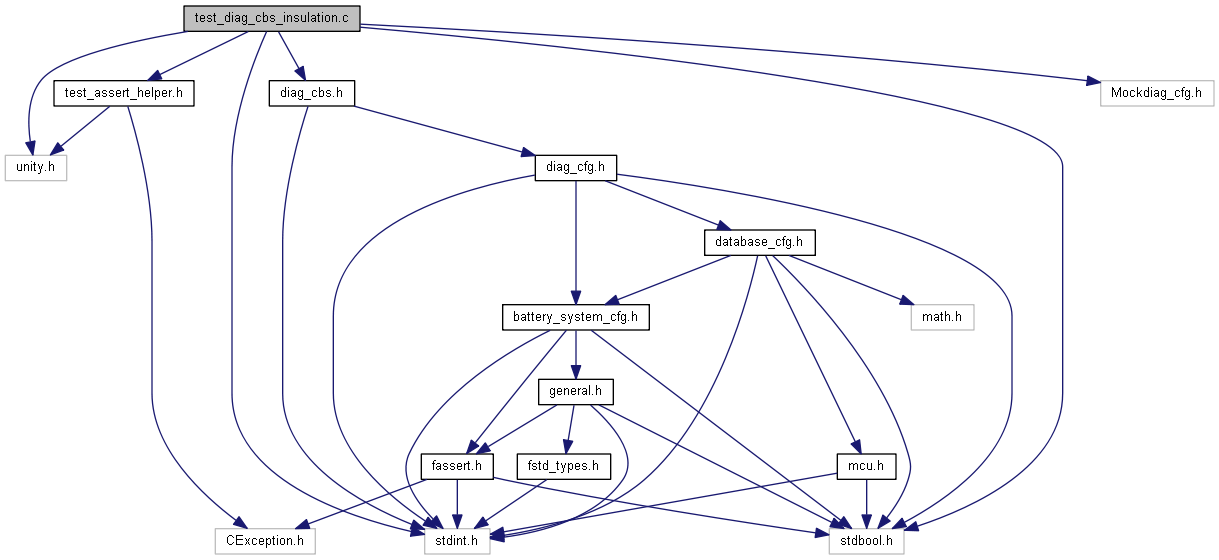 test_diag_cbs_insulation.c
test_assert_helper.h
diag_cbs.h
Mockdiag_cfg.h
unity.h
diag_cfg.h
database_cfg.h
battery_system_cfg.h
math.h
general.h
fassert.h
fstd_types.h
mcu.h
CException.h
stdint.h
stdbool.h